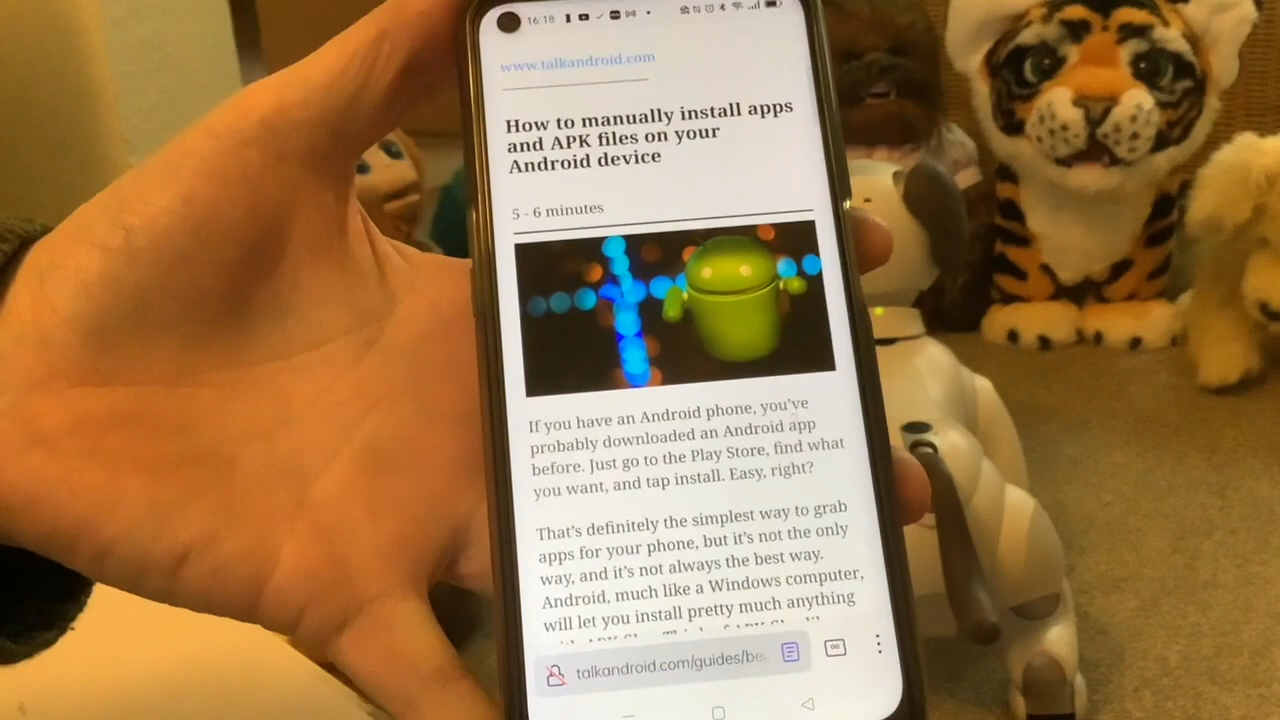 16:18
www.talkandroid.com
How to manually install apps
and APK files on your
Android device
5 - 6 minutes
If you have an Android phone, you've
probably downloaded an Android app
before. Just go to the Play Store, find what
you want, and tap install. Easy, right?
That's definitely the simplest way to grab
apps for your phone, but it's not the only
way, and it's not always the best way.
Android, much like a Windows computer,
will let you install pretty much anything
talkandroid.com/guides/be